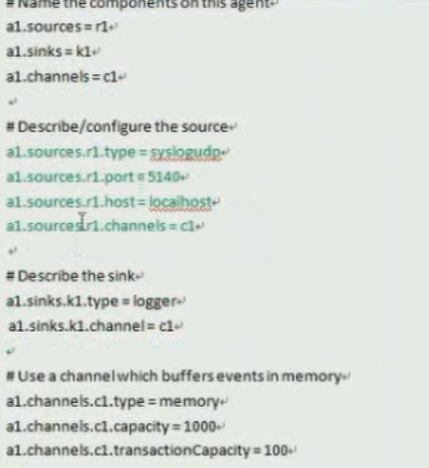 # Name the components on this agent
a1.sources = r1
a1.sinks = k1
a1.channels = c1
# Describe/configure the source
a1.sources.r1.type = syslogudp
a1.sources.r1.port = 5140
a1.sources.r1.host = localhost
a1.sources.r1.channels = c1
# Describe the sink
a1.sinks.k1.type = logger
a1.sinks.k1.channel = c1
# Use a channel which buffers events in memory
a1.channels.c1.type = memory
a1.channels.c1.capacity = 1000
a1.channels.c1.transactionCapacity = 100